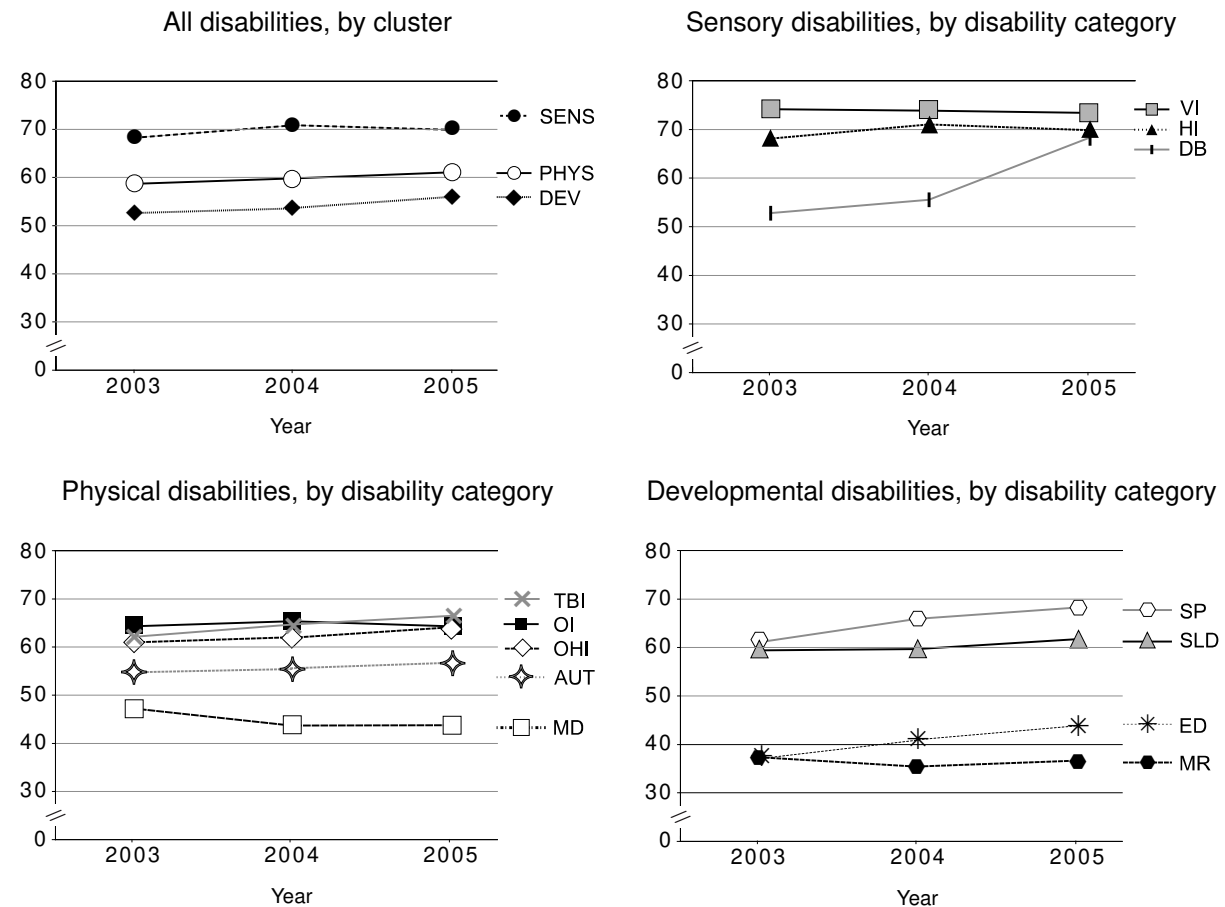 All disabilities, by cluster
80
70
60
50
40
30
0
2003 2004 2005
Year
SENS
PHYS
DEV
Sensory disabilities, by disability category
80
70
60
50
40
30
0
2003 2004 2005
Year
VI
HI
DB
Physical disabilities, by disability category
80
70
60
50
40
30
0
2003 2004 2005
Year
TBI
OI
OHI
AUT
MD
Developmental disabilities, by disability category
80
70
60
50
40
30
0
2003 2004 2005
Year
SP
SLD
ED
MR